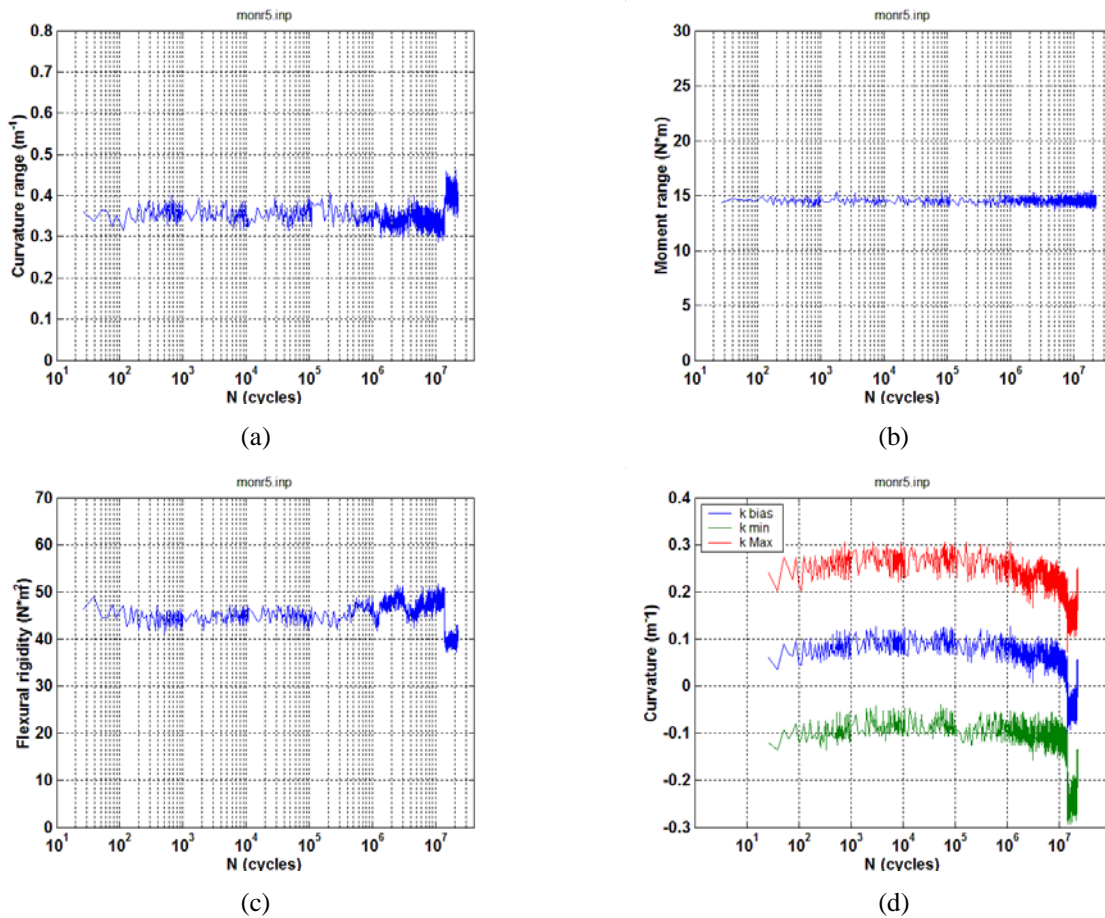 monr5.inp
0.8
0.7
0.6
0.5
0.4
0.3
0.2
0.1
0
Curvature range (m⁻¹)
10¹ 10² 10³ 10⁴ 10⁵ 10⁶ 10⁷
N (cycles)
(a)
monr5.inp
30
25
20
15
10
5
0
Moment range (N*m)
10¹ 10² 10³ 10⁴ 10⁵ 10⁶ 10⁷
N (cycles)
(b)
monr5.inp
70
60
50
40
30
20
10
0
Flexural rigidity (N*m²)
10¹ 10² 10³ 10⁴ 10⁵ 10⁶ 10⁷
N (cycles)
(c)
monr5.inp
k bias
k min
k Max
0.4
0.3
0.2
0.1
0
-0.1
-0.2
-0.3
Curvature (m⁻¹)
10¹ 10² 10³ 10⁴ 10⁵ 10⁶ 10⁷
N (cycles)
(d)